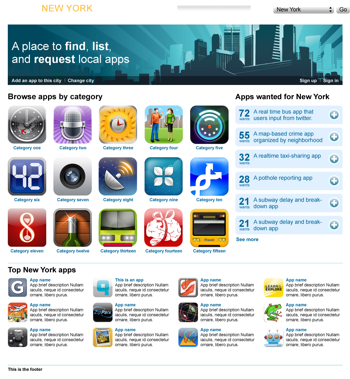 NEW YORK
New York
Go
A place to find, list,
and request local apps
Add an app to this city | Change city
Sign up | Sign in
Browse apps by category
Category one
Category two
Category three
Category four
Category five
42
Category six
Category seven
Category eight
Category nine
Category ten
Category eleven
Category twelve
Category thirteen
Category fourteen
Category fifteen
Apps wanted for New York
72 wants
A real time bus app that
users input from twitter.
55 wants
A map-based crime app
organized by neighborhood
32 wants
A realtime taxi-sharing app
28 wants
A pothole reporting app
21 wants
A subway delay and break-
down app
21 wants
A subway delay and break-
down app
See more
Top New York apps
App name
App brief description Nullam
iaculis, neque id consectetur
ornare, libero purus.
This is an app
App brief description Nullam
iaculis, neque id consectetur
ornare, libero purus.
App name
App brief description Nullam
iaculis, neque id consectetur
ornare, libero purus.
App name
App brief description Nullam
iaculis, neque id consectetur
ornare, libero purus.
App name
App brief description Nullam
iaculis, neque id consectetur
ornare, libero purus.
App name
App brief description Nullam
iaculis, neque id consectetur
ornare, libero purus.
App name
App brief description Nullam
iaculis, neque id consectetur
ornare, libero purus.
App name
App brief description Nullam
iaculis, neque id consectetur
ornare, libero purus.
App name
App brief description Nullam
iaculis, neque id consectetur
ornare, libero purus.
App name
App brief description Nullam
iaculis, neque id consectetur
ornare, libero purus.
App name
App brief description Nullam
iaculis, neque id consectetur
ornare, libero purus.
App name
App brief description Nullam
iaculis, neque id consectetur
ornare, libero purus.
This is the footer